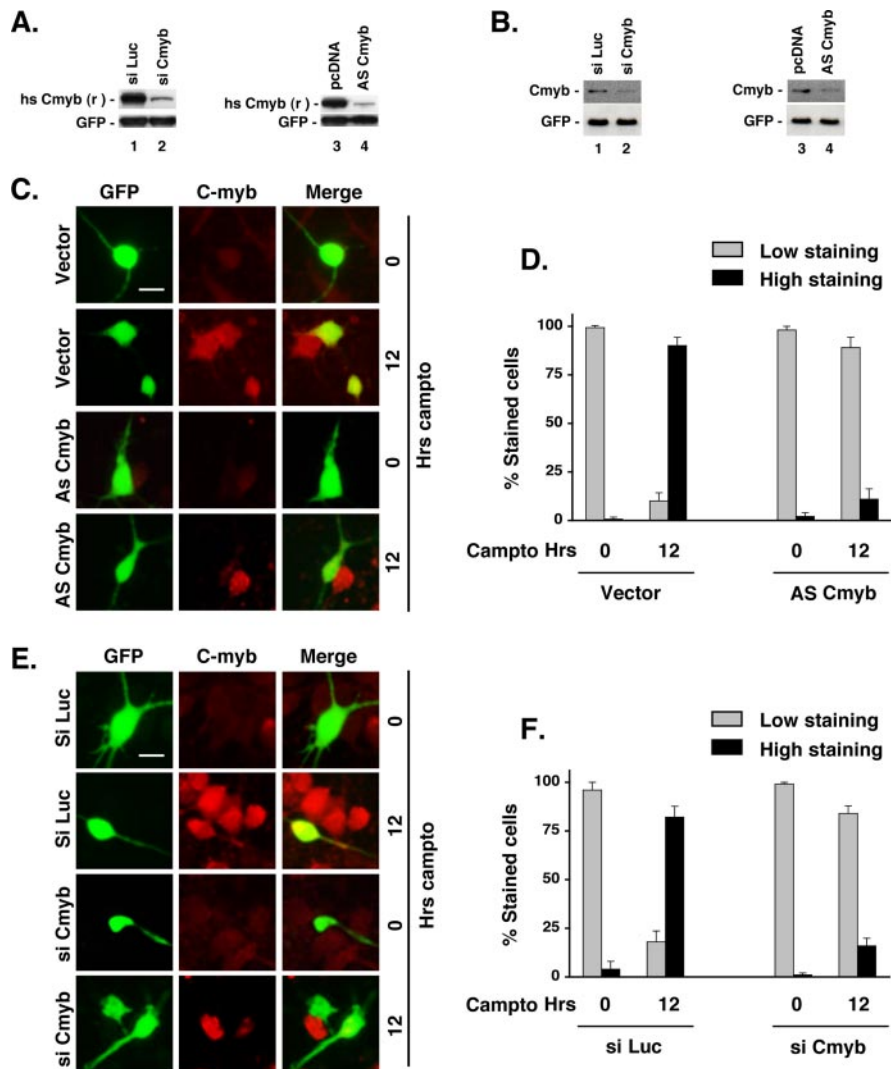 A.
si Luc
si Cmyb
hs Cmyb (r) -
GFP -
1 2
pcDNA
AS Cmyb
hs Cmyb (r) -
GFP -
3 4
B.
si Luc
si Cmyb
Cmyb -
GFP -
1 2
pcDNA
AS Cmyb
Cmyb -
GFP -
3 4
C.
GFP C-myb Merge
Vector
0
Vector
12
As Cmyb
0
AS Cmyb
12
Hrs campto
D.
Low staining
High staining
% Stained cells
100
75
50
25
0
Campto Hrs 0 12 0 12
Vector AS Cmyb
E.
GFP C-myb Merge
Si Luc
0
Si Luc
12
si Cmyb
0
si Cmyb
12
Hrs campto
F.
Low staining
High staining
% Stained cells
100
75
50
25
0
Campto Hrs 0 12 0 12
si Luc si Cmyb